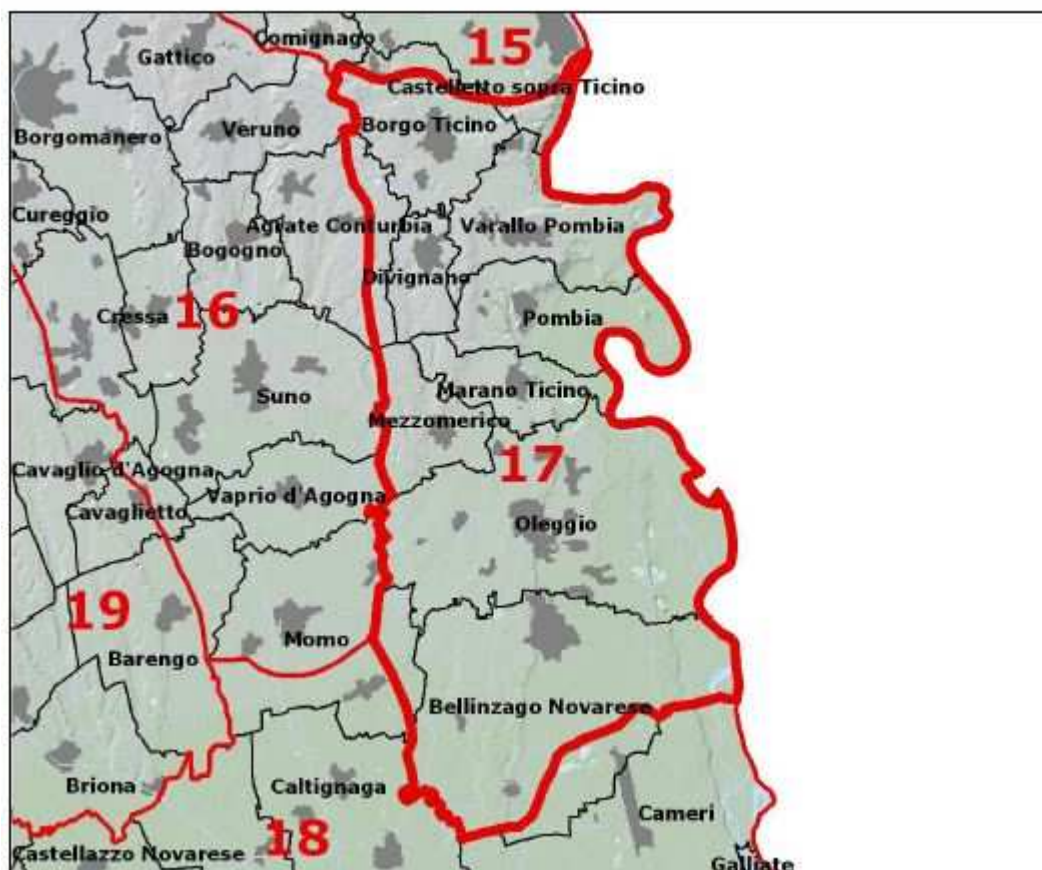 Comignago
15
Gattico
Castelletto sopra Ticino
Borgomanero
Veruno
Borgo Ticino
Cureggio
Agrate Conturbia
Varallo Pombia
Bogogno
Divignano
Cressa
16
Pombia
Suno
Marano Ticino
Mezzomerico
Cavaglio d'Agogna
17
Vaprio d'Agogna
Cavaglietto
Oleggio
19
Momo
Barengo
Bellinzago Novarese
Briona
Caltignaga
Cameri
18
Castellazzo Novarese
Galliate